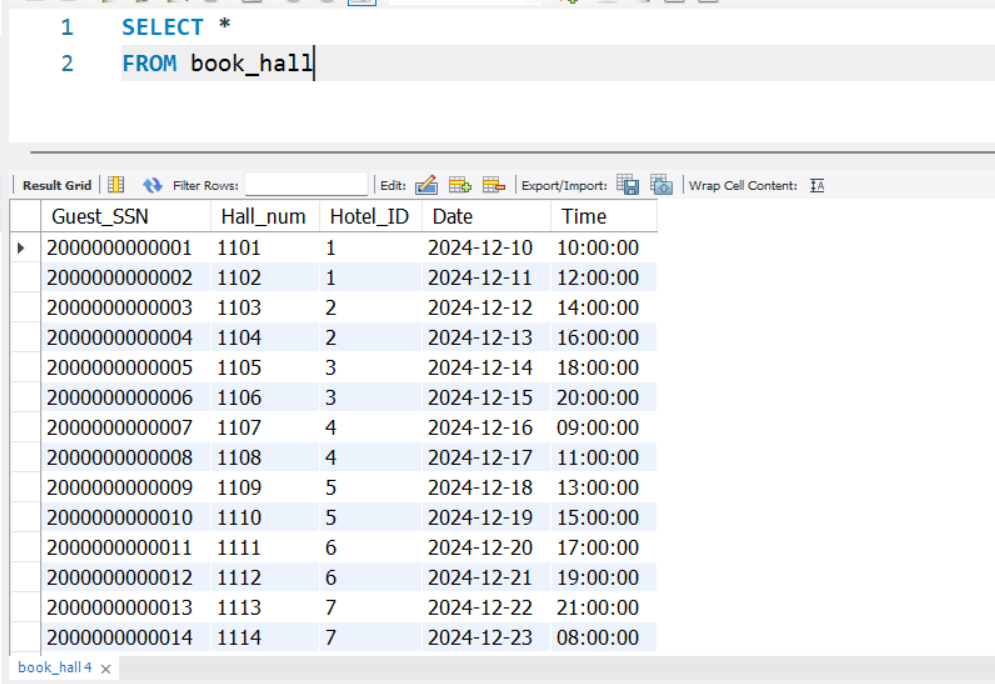 1 SELECT *
2 FROM book_hall
Result Grid Filter Rows: Edit: Export/Import: Wrap Cell Content: IA
Guest_SSN Hall_num Hotel_ID Date Time
2000000000001 1101 1 2024-12-10 10:00:00
2000000000002 1102 1 2024-12-11 12:00:00
2000000000003 1103 2 2024-12-12 14:00:00
2000000000004 1104 2 2024-12-13 16:00:00
2000000000005 1105 3 2024-12-14 18:00:00
2000000000006 1106 3 2024-12-15 20:00:00
2000000000007 1107 4 2024-12-16 09:00:00
2000000000008 1108 4 2024-12-17 11:00:00
2000000000009 1109 5 2024-12-18 13:00:00
2000000000010 1110 5 2024-12-19 15:00:00
2000000000011 1111 6 2024-12-20 17:00:00
2000000000012 1112 6 2024-12-21 19:00:00
2000000000013 1113 7 2024-12-22 21:00:00
2000000000014 1114 7 2024-12-23 08:00:00
book_hall 4